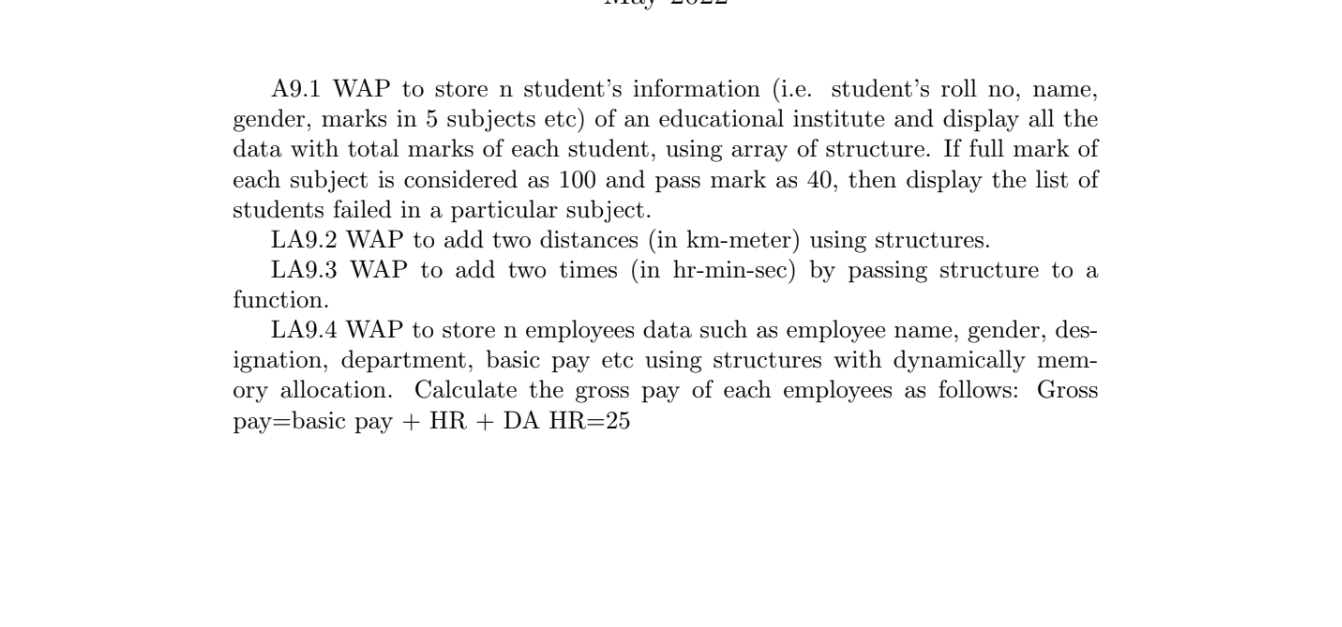 A9.1 WAP to store n student's information (i.e. student's roll no, name,
gender, marks in 5 subjects etc) of an educational institute and display all the
data with total marks of each student, using array of structure. If full mark of
each subject is considered as 100 and pass mark as 40, then display the list of
students failed in a particular subject.
LA9.2 WAP to add two distances (in km-meter) using structures.
LA9.3 WAP to add two times (in hr-min-sec) by passing structure to a
function.
LA9.4 WAP to store n employees data such as employee name, gender, des-
ignation, department, basic pay etc using structures with dynamically mem-
ory allocation. Calculate the gross pay of each employees as follows: Gross
pay=basic pay + HR + DA HR=25